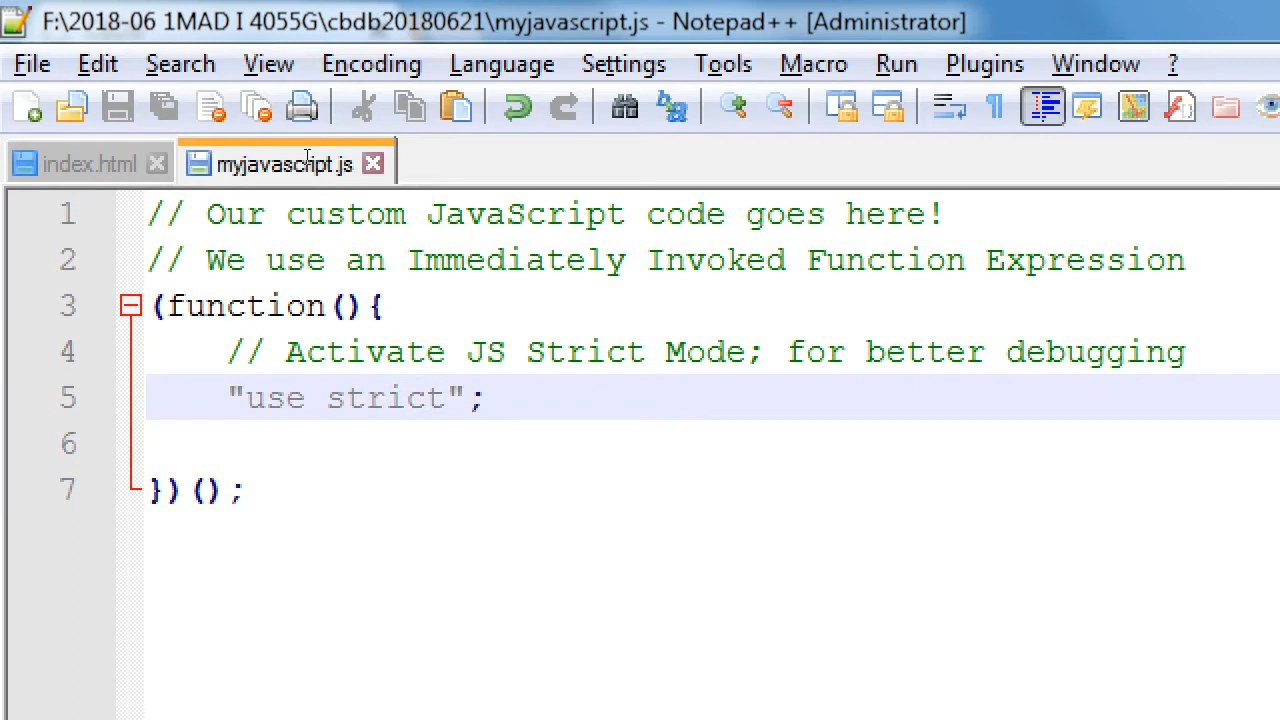 F:\2018-06 1MAD I 4055G\cbdb20180621\myjavascript.js - Notepad++ [Administrator]
File Edit Search View Encoding Language Settings Tools Macro Run Plugins Window ?
index.html myjavascript.js
1 // Our custom JavaScript code goes here!
2 // We use an Immediately Invoked Function Expression
3 (function(){
4 // Activate JS Strict Mode; for better debugging
5 "use strict";
6
7 })();